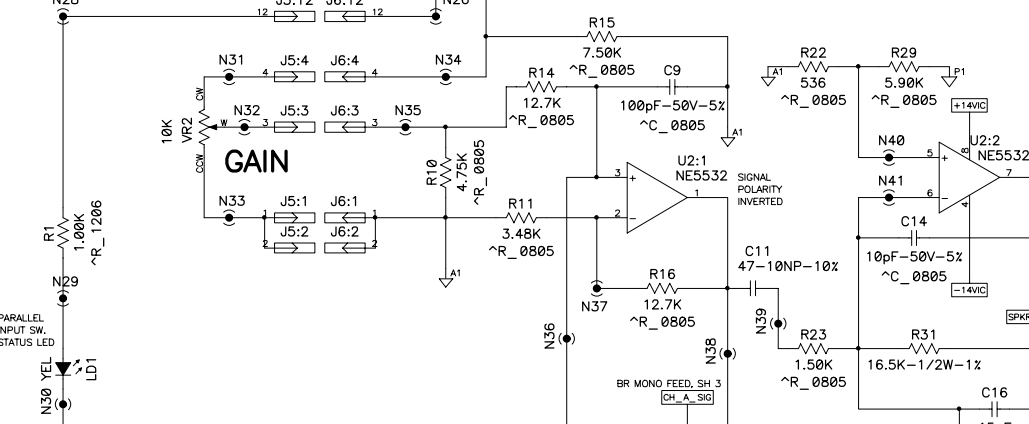 N28
12
J5:12
J6:12
12
N26
N31
4
J5:4
J6:4
4
N34
CW
10K
VR2
W
N32
3
J5:3
J6:3
3
N35
CCW
GAIN
N33
1
J5:1
J6:1
1
2
J5:2
J6:2
2
R1
1.00K
^R_1206
N29
PARALLEL
INPUT SW.
STATUS LED
N30
YEL
LD1
R10
4.75K
^R_0805
A1
R15
7.50K
^R_0805
R14
12.7K
^R_0805
C9
100pF-50V-5%
^C_0805
A1
R11
3.48K
^R_0805
3
+
2
-
U2:1
NE5532
1
SIGNAL
POLARITY
INVERTED
N37
R16
12.7K
^R_0805
N36
N38
BR MONO FEED, SH 3
CH_A_SIG
C11
47-10NP-10%
N39
R23
1.50K
^R_0805
A1
R22
536
^R_0805
R29
5.90K
^R_0805
P1
+14VIC
N40
5
+
N41
6
-
8
U2:2
NE5532
7
4
C14
10pF-50V-5%
^C_0805
-14VIC
SPKR
R31
16.5K-1/2W-1%
C16